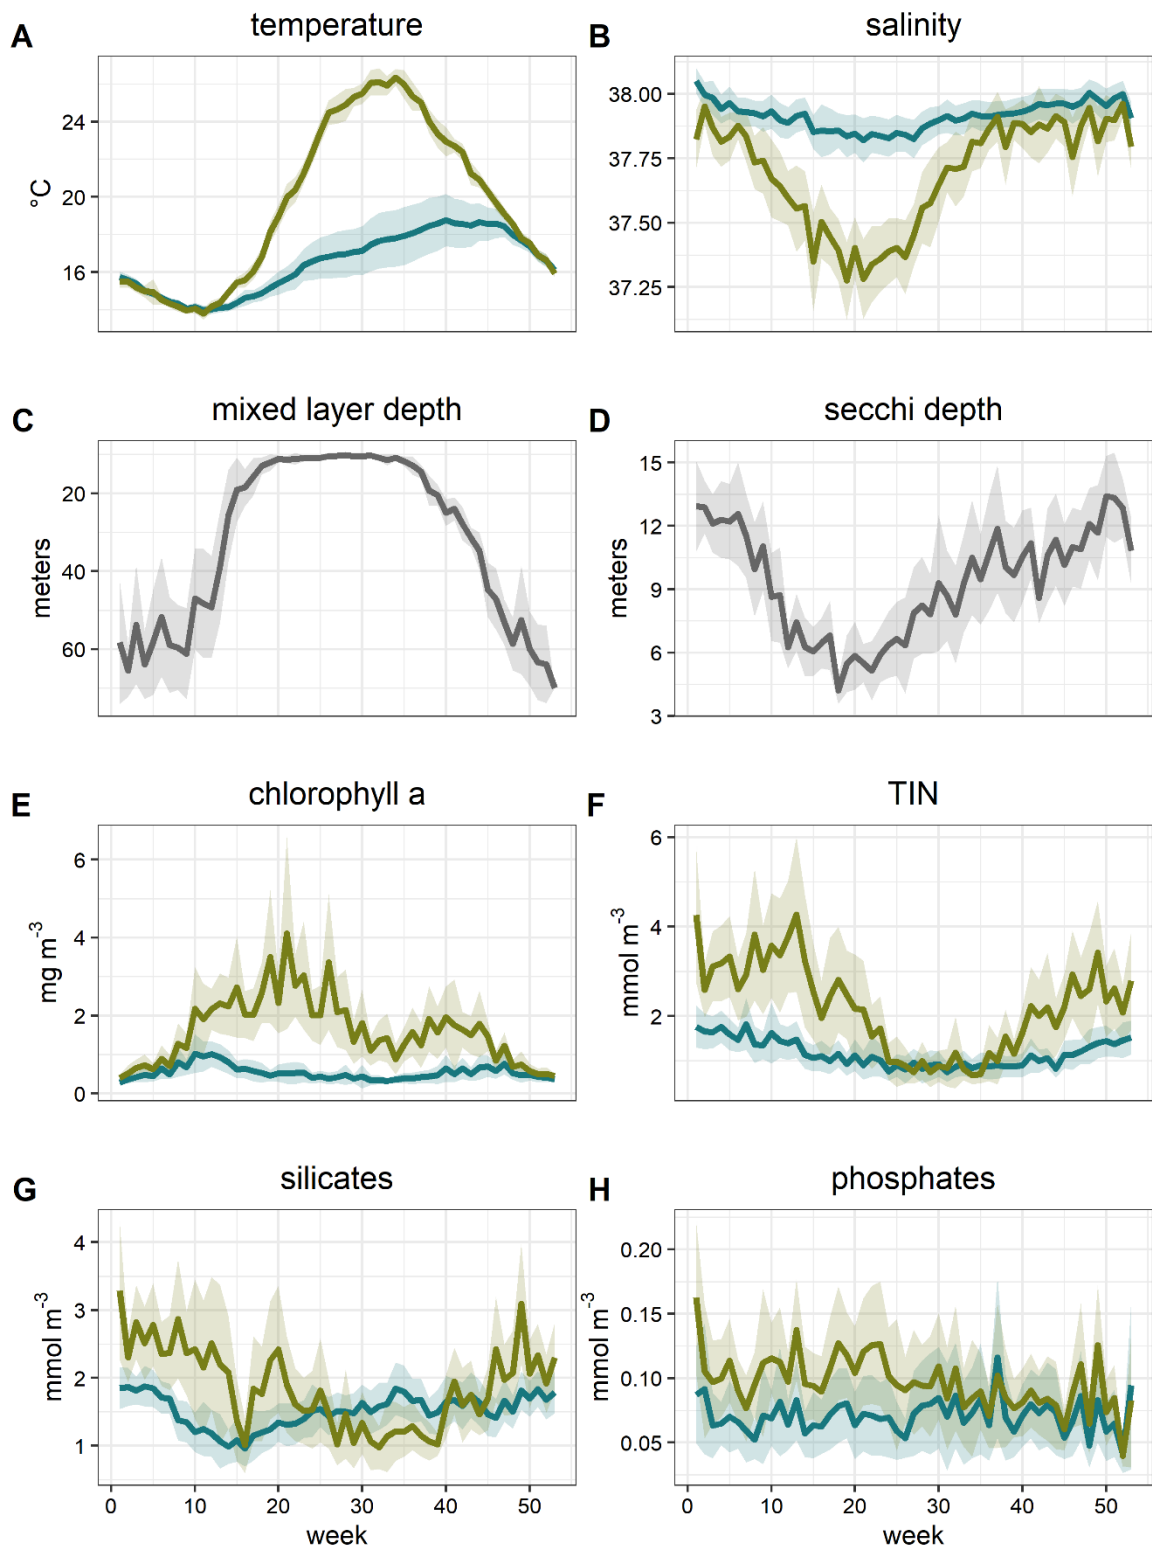 A temperature
B salinity
°C
24
20
16
38.00
37.75
37.50
37.25
C mixed layer depth
D secchi depth
meters
20
40
60
meters
15
12
9
6
3
E chlorophyll a
F TIN
mg m⁻³
6
4
2
0
mmol m⁻³
6
4
2
G silicates
H phosphates
mmol m⁻³
4
3
2
1
mmol m⁻³
0.20
0.15
0.10
0.05
0 10 20 30 40 50
0 10 20 30 40 50
week
week